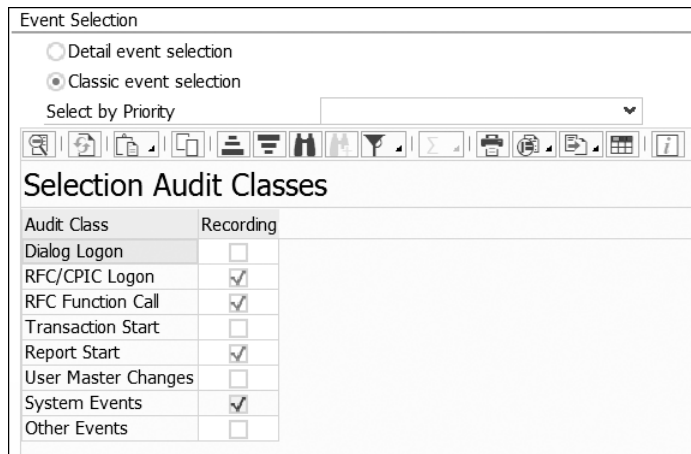 Event Selection
Detail event selection
Classic event selection
Select by Priority
Selection Audit Classes
Audit Class Recording
Dialog Logon
RFC/CPIC Logon
RFC Function Call
Transaction Start
Report Start
User Master Changes
System Events
Other Events